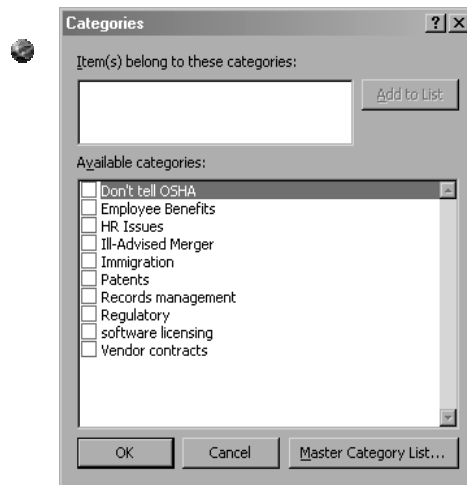 Categories
Item(s) belong to these categories:
Add to List
Available categories:
Don't tell OSHA
Employee Benefits
HR Issues
Ill-Advised Merger
Immigration
Patents
Records management
Regulatory
software licensing
Vendor contracts
OK Cancel Master Category List...